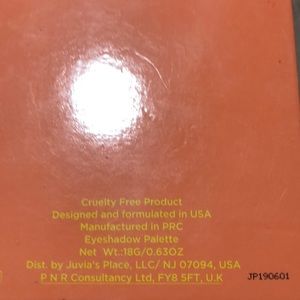 Cruelty Free Product
Designed and formulated in USA
Manufactured in PRC
Eyeshadow Palette
Net Wt.:18G/0.63OZ
Dist. by Juvia's Place, LLC/ NJ 07094, USA
P N R Consultancy Ltd, FY8 5FT, U.K
JP190601